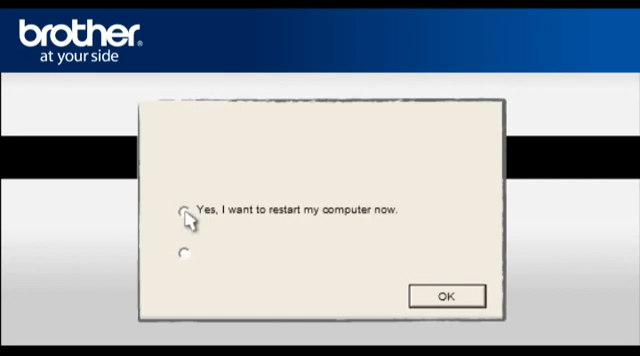 brother
at your side
Yes, I want to restart my computer now.
OK